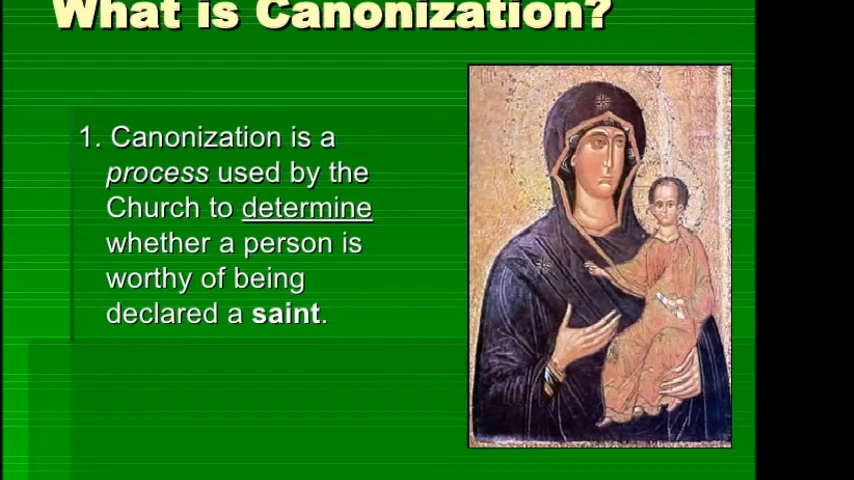 What is Canonization?
1. Canonization is a
process used by the
Church to determine
whether a person is
worthy of being
declared a saint.